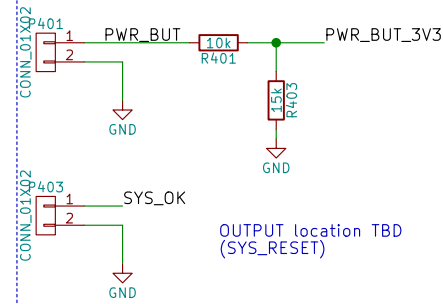 P401
CONN_01X02
1
2
PWR_BUT
10k
R401
PWR_BUT_3V3
15k
R403
GND
GND
P403
CONN_01X02
1
2
SYS_OK
OUTPUT location TBD
(SYS_RESET)
GND